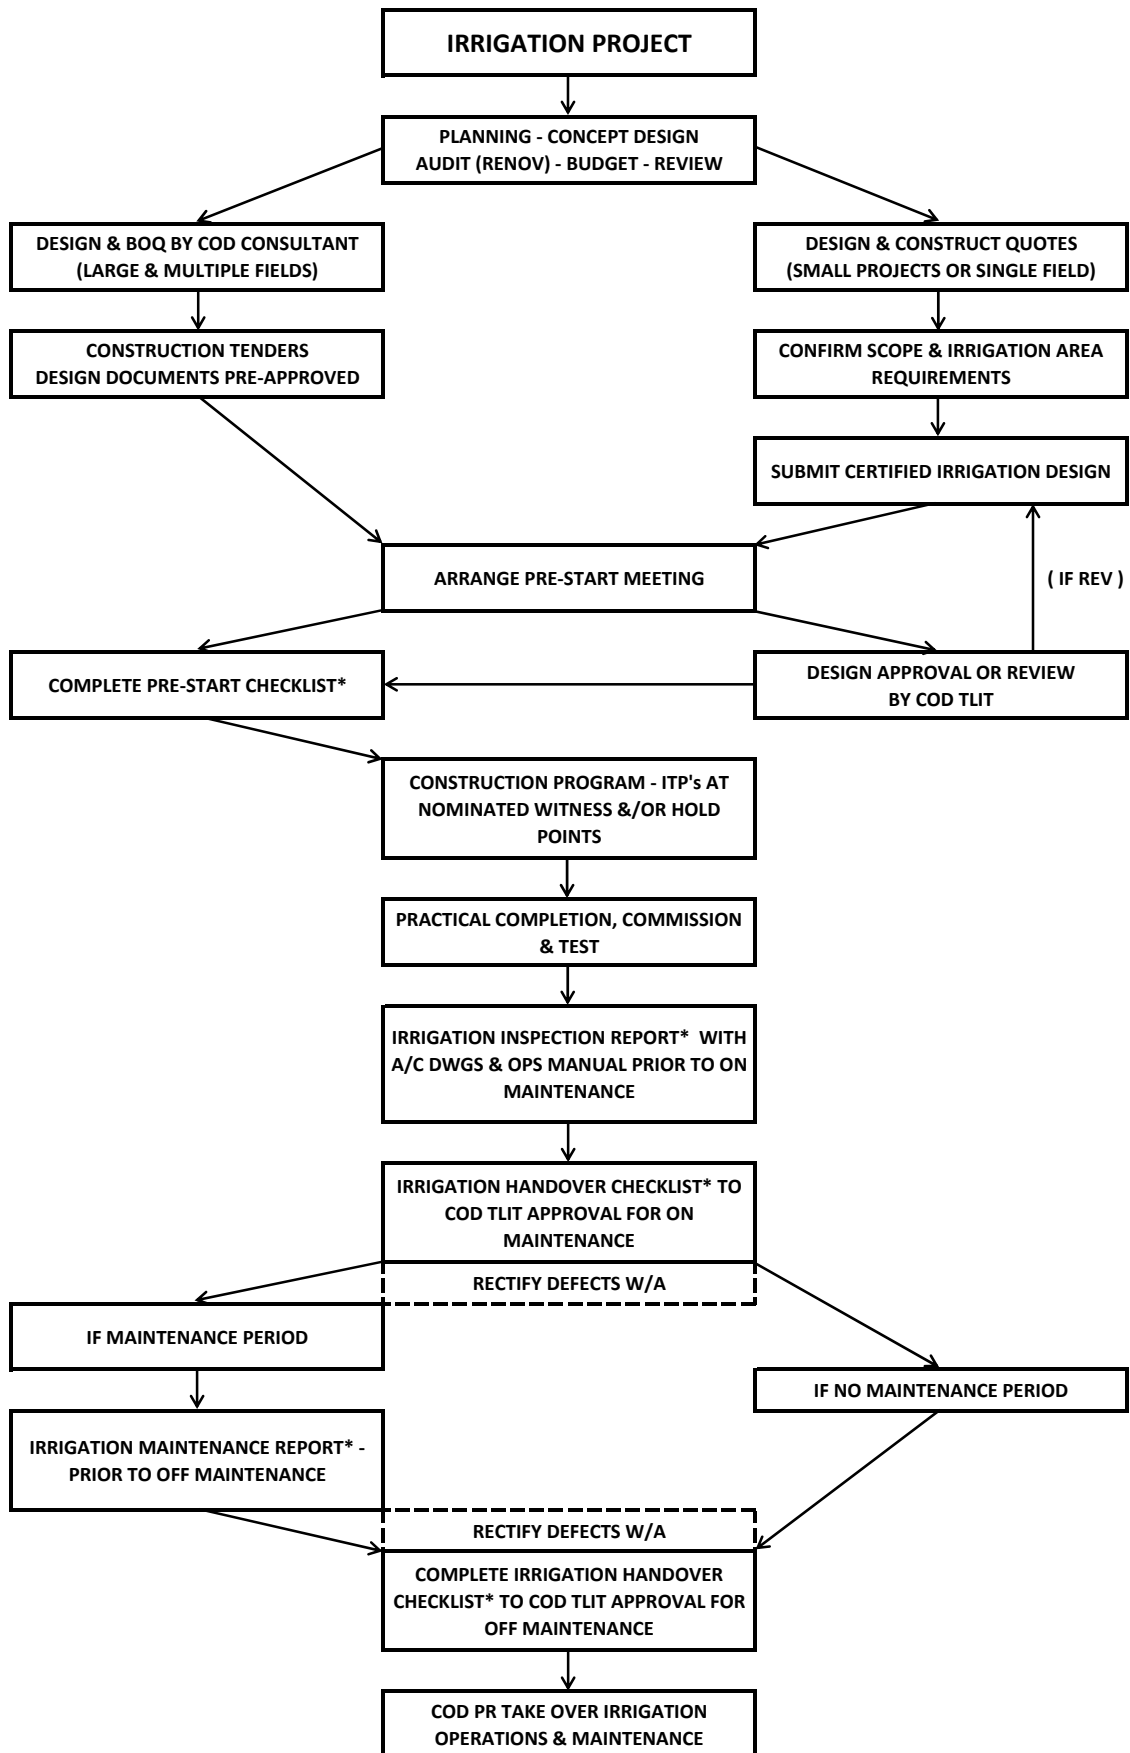 IRRIGATION PROJECT
PLANNING - CONCEPT DESIGN
AUDIT (RENOV) - BUDGET - REVIEW
DESIGN & BOQ BY COD CONSULTANT
(LARGE & MULTIPLE FIELDS)
DESIGN & CONSTRUCT QUOTES
(SMALL PROJECTS OR SINGLE FIELD)
CONSTRUCTION TENDERS
DESIGN DOCUMENTS PRE-APPROVED
CONFIRM SCOPE & IRRIGATION AREA
REQUIREMENTS
SUBMIT CERTIFIED IRRIGATION DESIGN
ARRANGE PRE-START MEETING
( IF REV )
COMPLETE PRE-START CHECKLIST*
DESIGN APPROVAL OR REVIEW
BY COD TLIT
CONSTRUCTION PROGRAM - ITP's AT
NOMINATED WITNESS &/OR HOLD
POINTS
PRACTICAL COMPLETION, COMMISSION
& TEST
IRRIGATION INSPECTION REPORT* WITH
A/C DWGS & OPS MANUAL PRIOR TO ON
MAINTENANCE
IRRIGATION HANDOVER CHECKLIST* TO
COD TLIT APPROVAL FOR ON
MAINTENANCE
RECTIFY DEFECTS W/A
IF MAINTENANCE PERIOD
IF NO MAINTENANCE PERIOD
IRRIGATION MAINTENANCE REPORT* -
PRIOR TO OFF MAINTENANCE
RECTIFY DEFECTS W/A
COMPLETE IRRIGATION HANDOVER
CHECKLIST* TO COD TLIT APPROVAL FOR
OFF MAINTENANCE
COD PR TAKE OVER IRRIGATION
OPERATIONS & MAINTENANCE